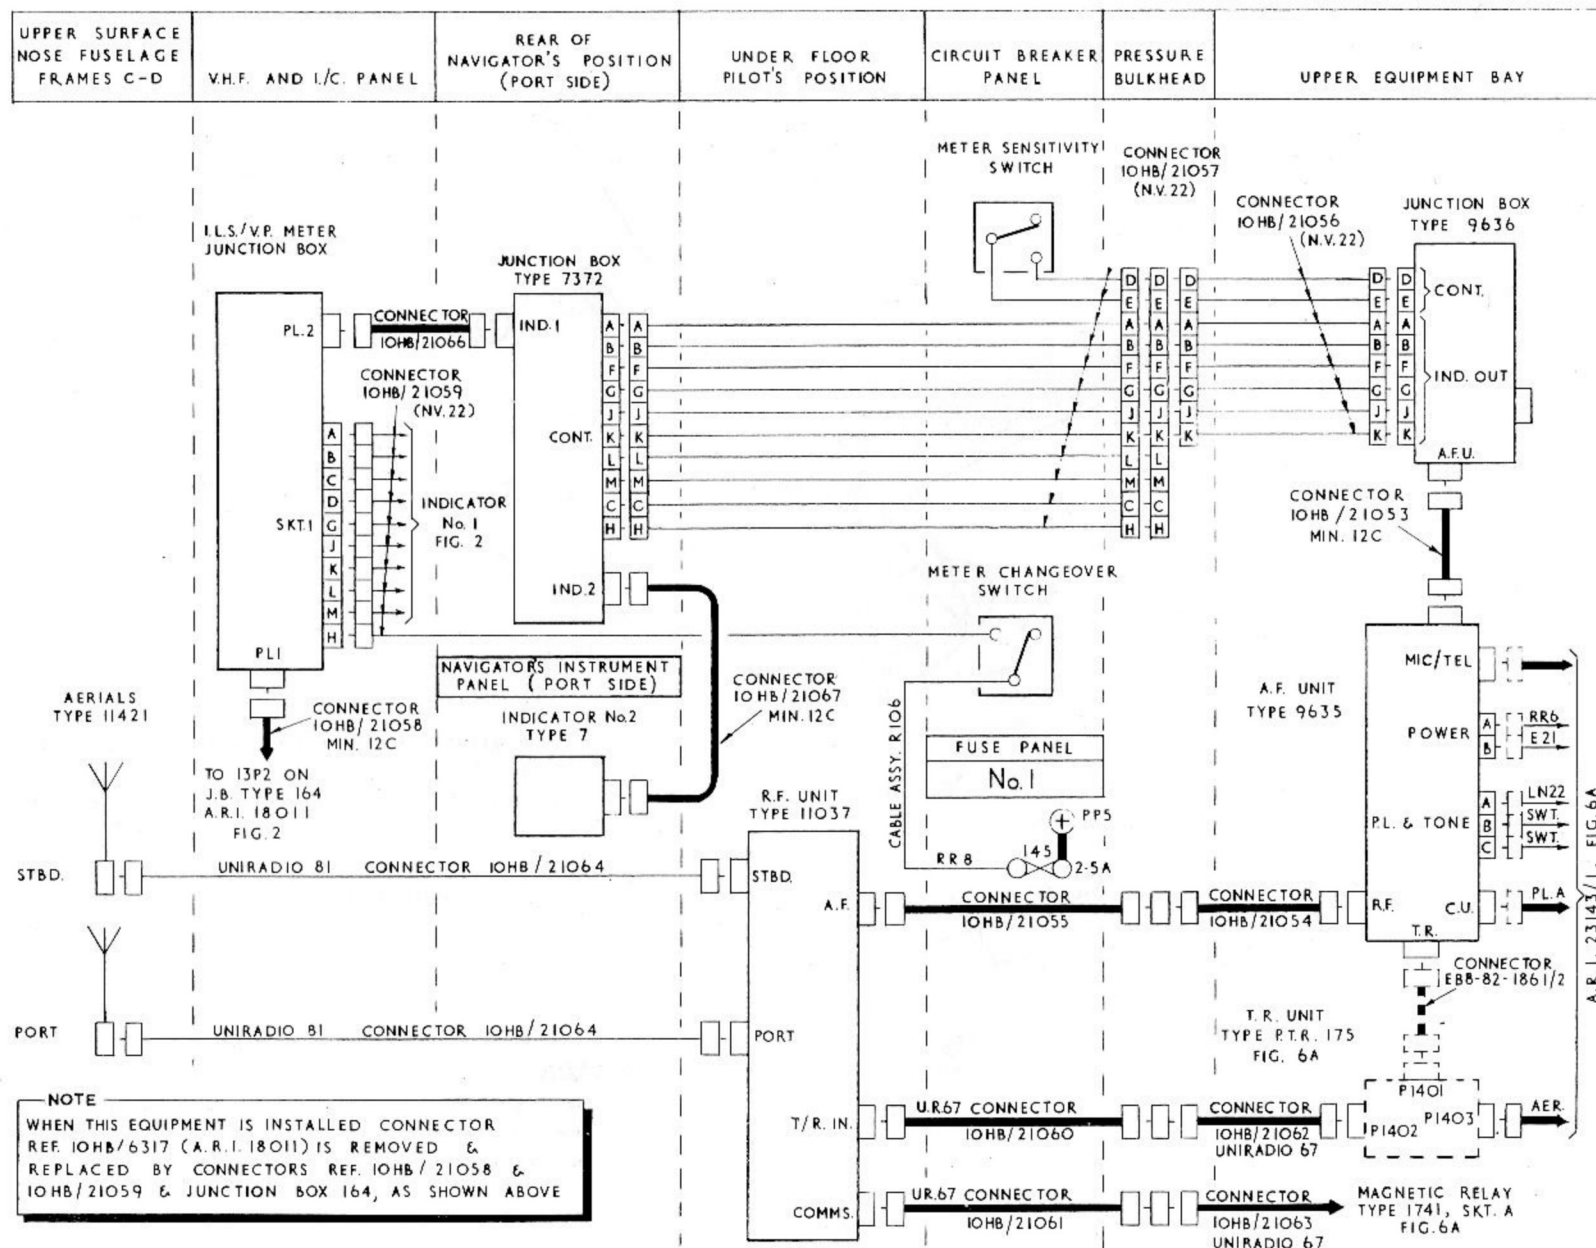 UPPER SURFACE
NOSE FUSELAGE
FRAMES C-D
V.H.F. AND I./C. PANEL
REAR OF
NAVIGATOR'S POSITION
(PORT SIDE)
UNDER FLOOR
PILOT'S POSITION
CIRCUIT BREAKER
PANEL
PRESSURE
BULKHEAD
UPPER EQUIPMENT BAY
METER SENSITIVITY
SWITCH
CONNECTOR
10HB/21057
(N.V.22)
CONNECTOR
10HB/21056
(N.V.22)
JUNCTION BOX
TYPE 9636
I.L.S./V.P. METER
JUNCTION BOX
JUNCTION BOX
TYPE 7372
PL.2
CONNECTOR
10HB/21066
IND.1
CONNECTOR
10HB/21059
(NV.22)
CONT.
IND.2
A A
B B
F F
G G
J J
K K
L L
M M
C C
H H
D D D
E E E
A A A
B B B
F F F
G G G
J J J
K K K
L L
M M
C C
H H
D D
E E
A A
B B
F F
G G
J J
K K
CONT.
IND. OUT
A.F.U.
SKT.1
A
B
C
D
G
J
K
L
M
H
INDICATOR
No. 1
FIG. 2
PL1
CONNECTOR
10HB/21053
MIN. 12C
METER CHANGEOVER
SWITCH
NAVIGATOR'S INSTRUMENT
PANEL (PORT SIDE)
CONNECTOR
10HB/21067
MIN. 12C
AERIALS
TYPE 11421
CONNECTOR
10HB/21058
MIN. 12C
TO 13P2 ON
J.B. TYPE 164
A.R.I. 18011
FIG. 2
INDICATOR No.2
TYPE 7
CABLE ASSY. R106
FUSE PANEL
No.1
PP5
145
RR8
2·5A
A.F. UNIT
TYPE 9635
MIC/TEL
POWER
A RR6
B E21
P.L. & TONE
A LN22
B SWT.
C SWT.
R.F.
C.U.
PL.A
T.R.
A.R.I. 23143/1. FIG.6A
R.F. UNIT
TYPE 11037
STBD.
UNIRADIO 81 CONNECTOR 10HB/21064
STBD.
A.F.
CONNECTOR
10HB/21055
CONNECTOR
10HB/21054
CONNECTOR
EB8-82-1861/2
PORT
UNIRADIO 81 CONNECTOR 10HB/21064
PORT
T.R. UNIT
TYPE P.T.R. 175
FIG. 6A
P1401
P1402
P1403
AER.
T/R. IN.
U.R.67 CONNECTOR
10HB/21060
CONNECTOR
10HB/21062
UNIRADIO 67
COMMS.
UR.67 CONNECTOR
10HB/21061
CONNECTOR
10HB/21063
UNIRADIO 67
MAGNETIC RELAY
TYPE 1741, SKT. A
FIG.6A
NOTE
WHEN THIS EQUIPMENT IS INSTALLED CONNECTOR
REF. 10HB/6317 (A.R.I. 18011) IS REMOVED &
REPLACED BY CONNECTORS REF. 10HB/21058 &
10HB/21059 & JUNCTION BOX 164, AS SHOWN ABOVE